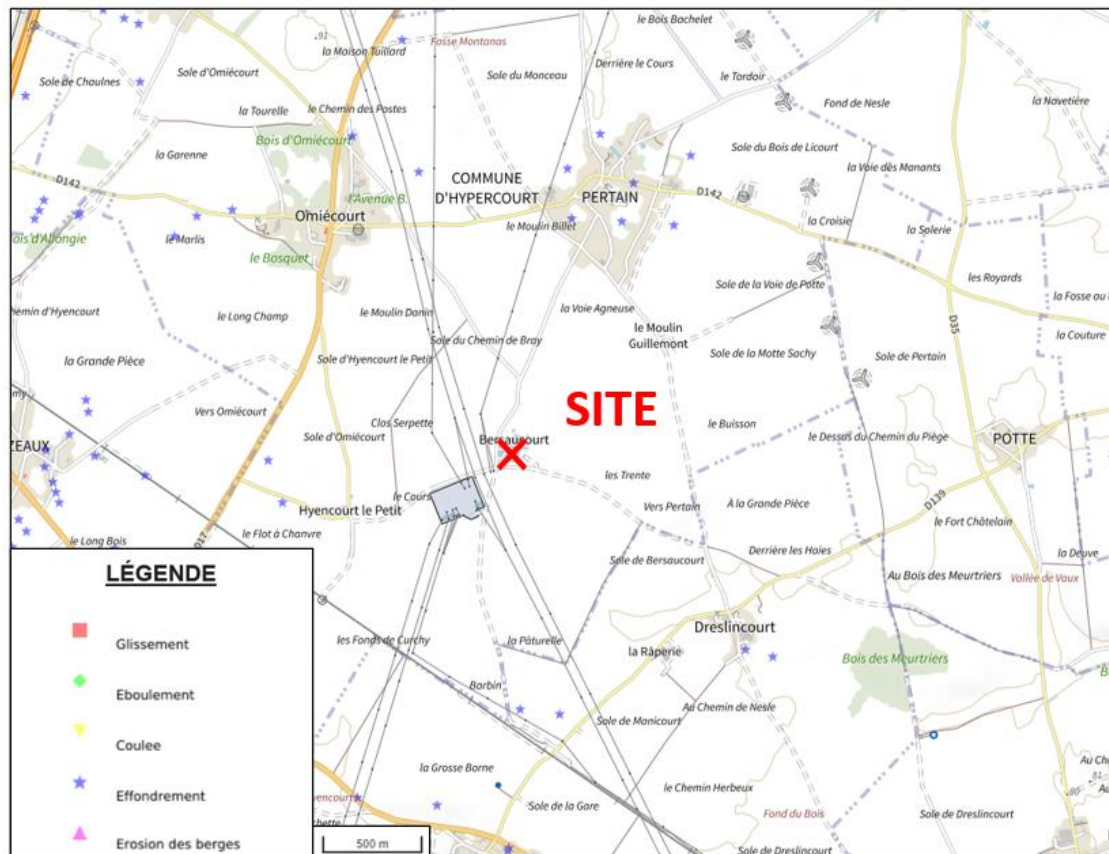 le Bois Bachelet
91
la Maison Tuillard
Fosse Montanas
Derrière le Cours
Sole d'Omiécourt
Sole du Monceau
le Tordoir
Sole de Chaulnes
Fond de Nesle
la Navetière
la Tourelle
le Chemin des Postes
Bois d'Omiécourt
Sole du Bois de Licourt
la Garenne
la Voie des Manants
COMMUNE
D'HYPERCOURT
D142
l'Avenue B.
PERTAIN
D142
Omiécourt
la Croisie
le Moulin Billet
la Solerie
ois d'Allongie
le Marlis
le Bosquet
les Royards
Sole de la Voie de Potte
la Fosse ou
la Voie Agneuse
hemin d'Hyencourt
le Long Champ
le Moulin Danin
D35
le Moulin
Guillemont
la Couture
Sole du Chemin de Bray
la Grande Pièce
Sole d'Hyencourt le Petit
Sole de la Motte Sachy
Sole de Pertain
my
SITE
Vers Omiécourt
Clos Serpette
le Buisson
Sole d'Omiécourt
Bersaucourt
le Dessus du Chemin du Piège
POTTE
ZEAUX
les Trente
le Cours
À la Grande Pièce
D139
Hyencourt le Petit
Vers Pertain
le Fort Châtelain
le Flot à Chanvre
le Long Bois
D17
Derrière les Haies
la Deuve
Sole de Bersaucourt
LÉGENDE
Au Bois des Meurtriers
Vallée de Vaux
Glissement
les Fonds de Curchy
la Pâturelle
Dreslincourt
la Râperie
Bois des Meurtriers
Eboulement
Barbin
Au Chemin de Nesle
Sole de Manicourt
Coulee
la Grosse Borne
le Chemin Herbeux
Effondrement
Sole de la Gare
Fond du Bois
Sole de Dreslincourt
Erosion des berges
500 m
Sole de Dreslincourt